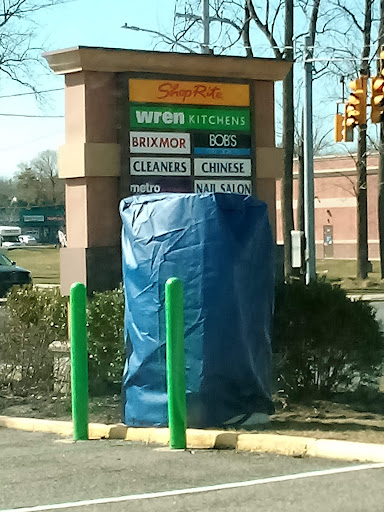 ShopRite
wren KITCHENS
BRIXMOR BOB'S
CLEANERS CHINESE
metro NAIL SALON